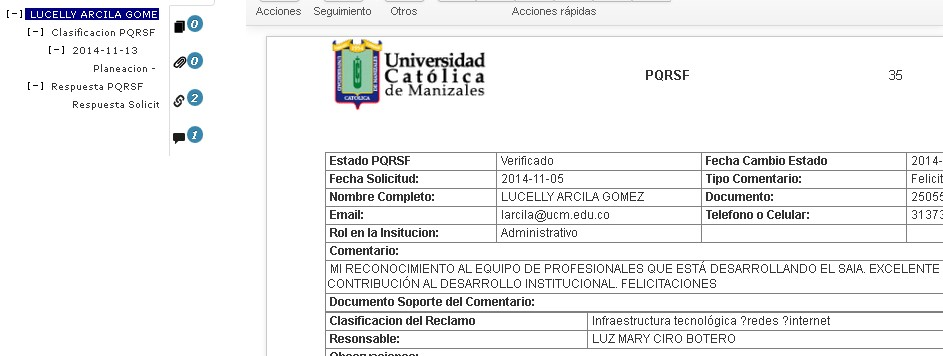 [-] LUCELLY ARCILA GOME
[-] Clasificacion PQRSF
[-] 2014-11-13
Planeacion -
[-] Respuesta PQRSF
Respuesta Solicit
0
0
2
1
Acciones Seguimiento Otros Acciones rápidas
Universidad
Católica
de Manizales
CATÓLICA
PQRSF 35
Estado PQRSF Verificado Fecha Cambio Estado 2014-
Fecha Solicitud: 2014-11-05 Tipo Comentario: Felicit
Nombre Completo: LUCELLY ARCILA GOMEZ Documento: 25055
Email: larcila@ucm.edu.co Telefono o Celular: 31373
Rol en la Insitucion: Administrativo
Comentario:
MI RECONOCIMIENTO AL EQUIPO DE PROFESIONALES QUE ESTÁ DESARROLLANDO EL SAIA. EXCELENTE
CONTRIBUCIÓN AL DESARROLLO INSTITUCIONAL. FELICITACIONES
Documento Soporte del Comentario:
Clasificacion del Reclamo Infraestructura tecnológica ?redes ?internet
Resonsable: LUZ MARY CIRO BOTERO
Observaciones: